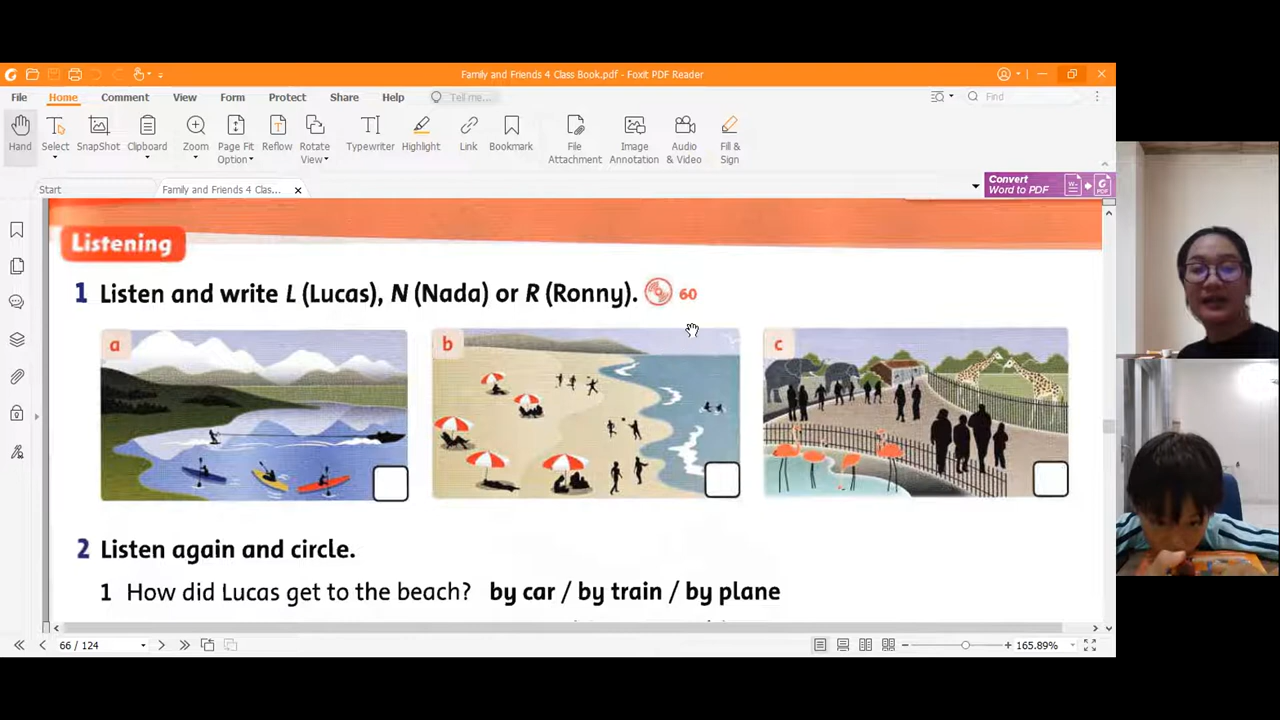 Family and Friends 4 Class Book.pdf - Foxit PDF Reader
File Home Comment View Form Protect Share Help Tell me... Find
Hand Select SnapShot Clipboard Zoom Page Fit Option Reflow Rotate View Typewriter Highlight Link Bookmark File Attachment Image Annotation Audio & Video Fill & Sign
Start Family and Friends 4 Clas... Convert Word to PDF
Listening
1 Listen and write L (Lucas), N (Nada) or R (Ronny). 60
a b c
2 Listen again and circle.
1 How did Lucas get to the beach? by car / by train / by plane
66 / 124 165.89%